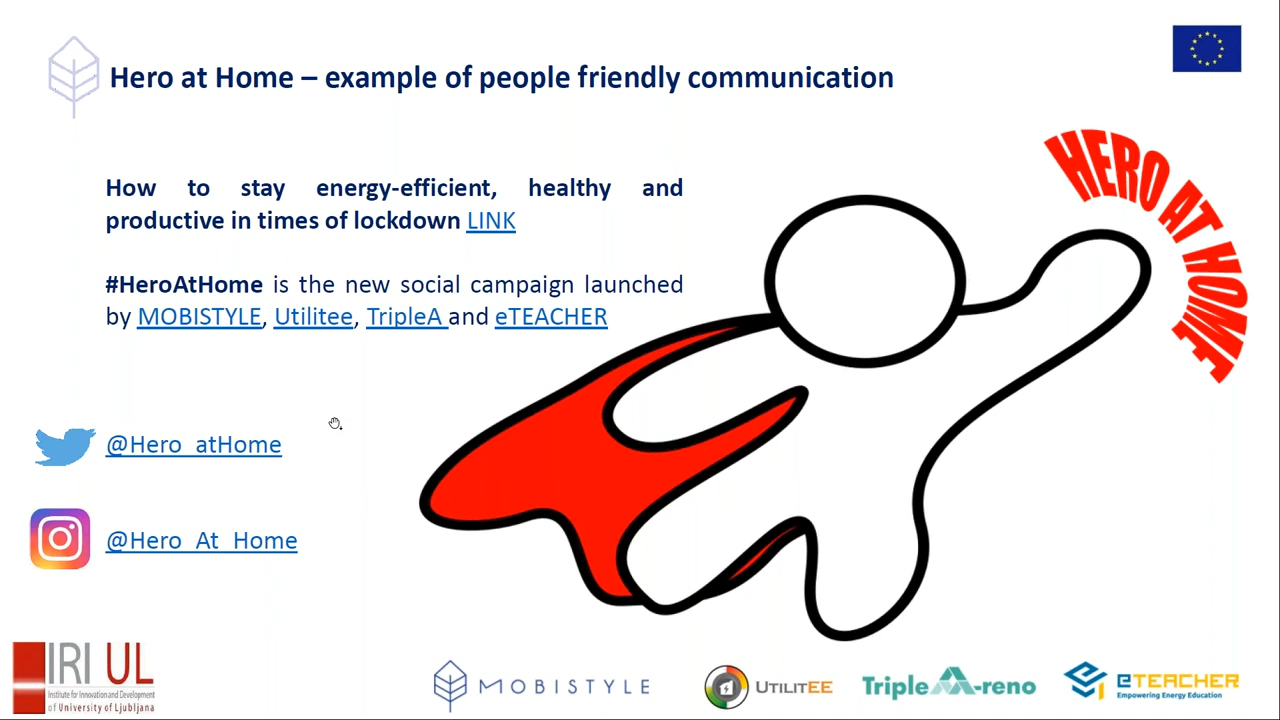 Hero at Home – example of people friendly communication
HERO AT HOME
How to stay energy-efficient, healthy and
productive in times of lockdown LINK
#HeroAtHome is the new social campaign launched
by MOBISTYLE, Utilitee, TripleA and eTEACHER
@Hero_atHome
@Hero_At_Home
IRI UL
Institute for Innovation and Development
of University of Ljubljana
MOBISTYLE
UTILITEE
Triple A-reno
eTEACHER
Empowering Energy Education